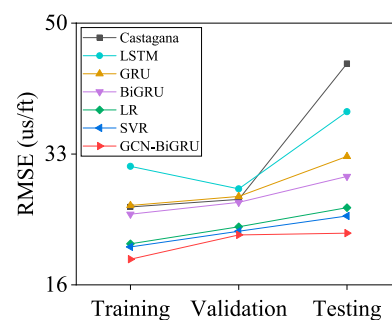 50
33
16
RMSE (us/ft)
Castagana
LSTM
GRU
BiGRU
LR
SVR
GCN-BiGRU
Training Validation Testing